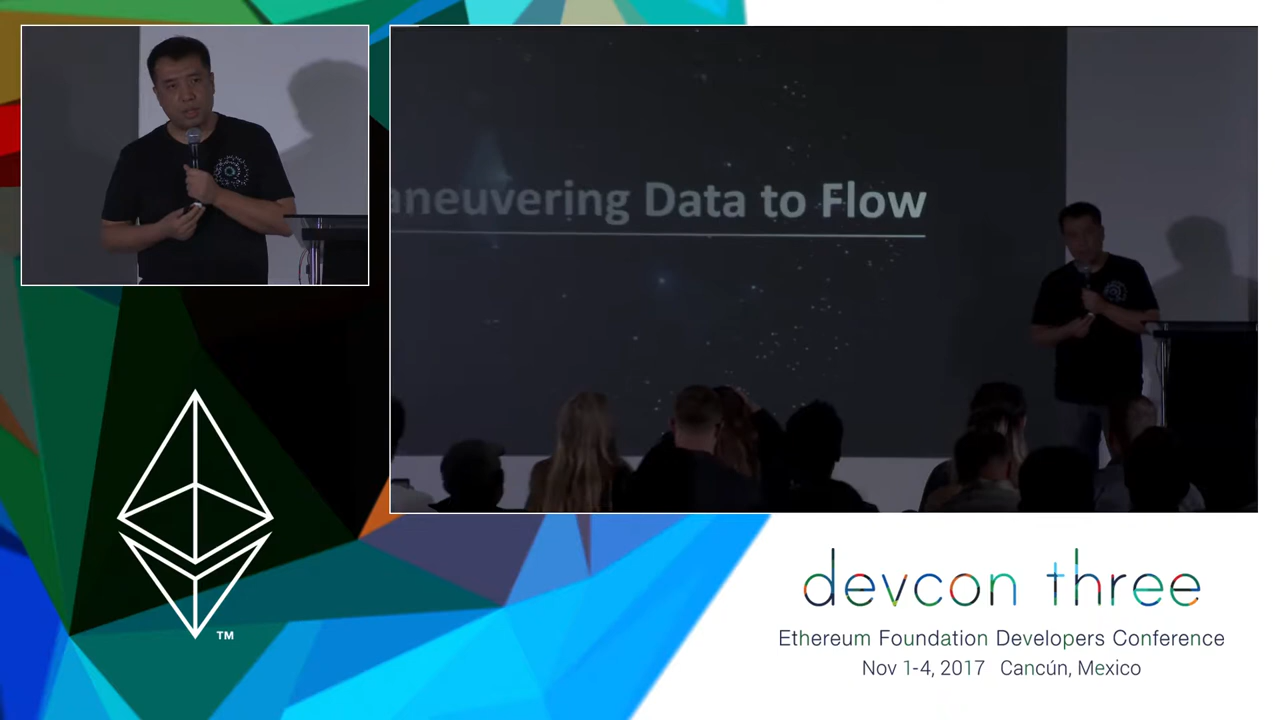 aneuvering Data to Flow
TM
devcon three
Ethereum Foundation Developers Conference
Nov 1-4, 2017 Cancún, Mexico